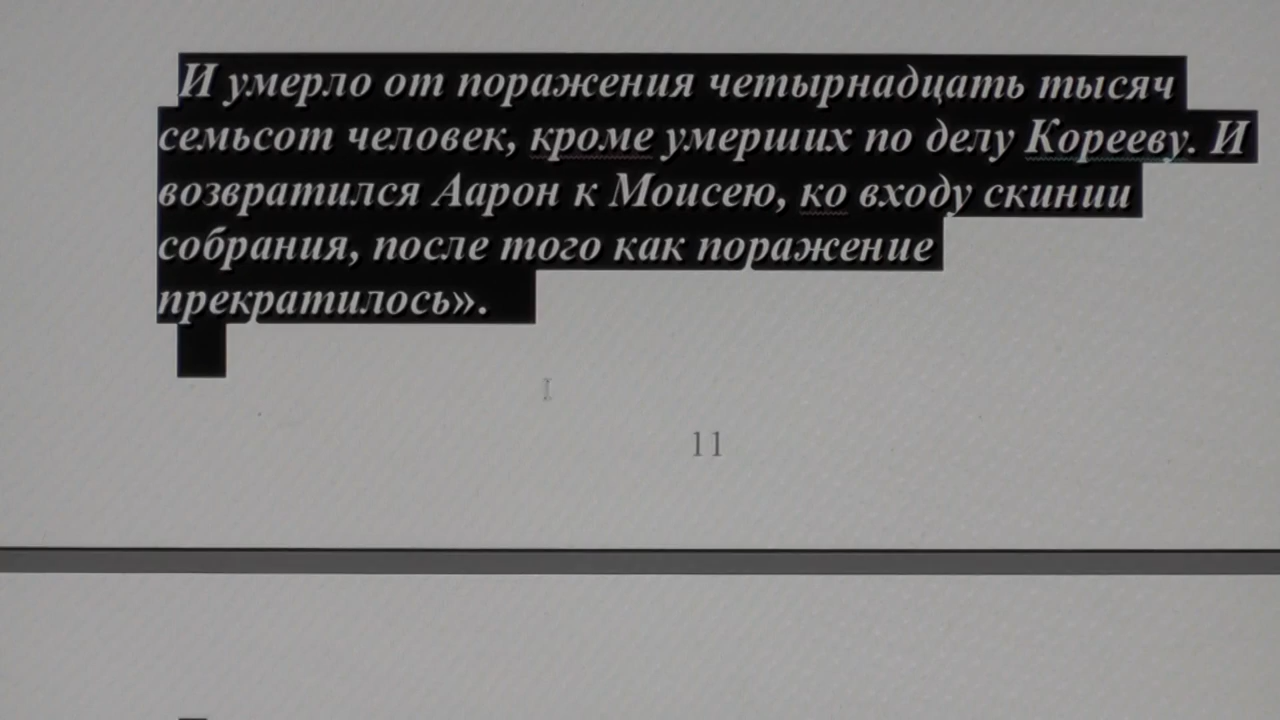 И умерло от поражения четырнадцать тысяч
семьсот человек, кроме умерших по делу Корееву. И
возвратился Аарон к Моисею, ко входу скинии
собрания, после того как поражение
прекратилось».
11